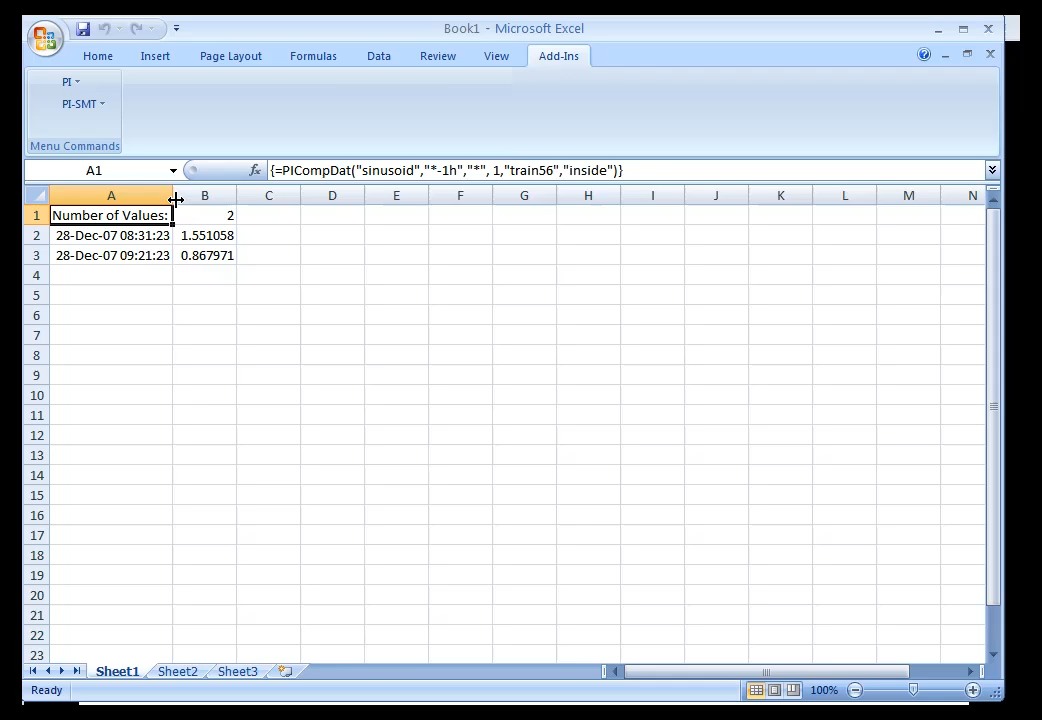 Book1 - Microsoft Excel
Home Insert Page Layout Formulas Data Review View Add-Ins
PI
PI-SMT
Menu Commands
A1 fx {=PICompDat("sinusoid","*-1h","*", 1,"train56","inside")}
A B C D E F G H I J K L M N
1 Number of Values: 2
2 28-Dec-07 08:31:23 1.551058
3 28-Dec-07 09:21:23 0.867971
4
5
6
7
8
9
10
11
12
13
14
15
16
17
18
19
20
21
22
23
Sheet1 Sheet2 Sheet3
Ready 100%